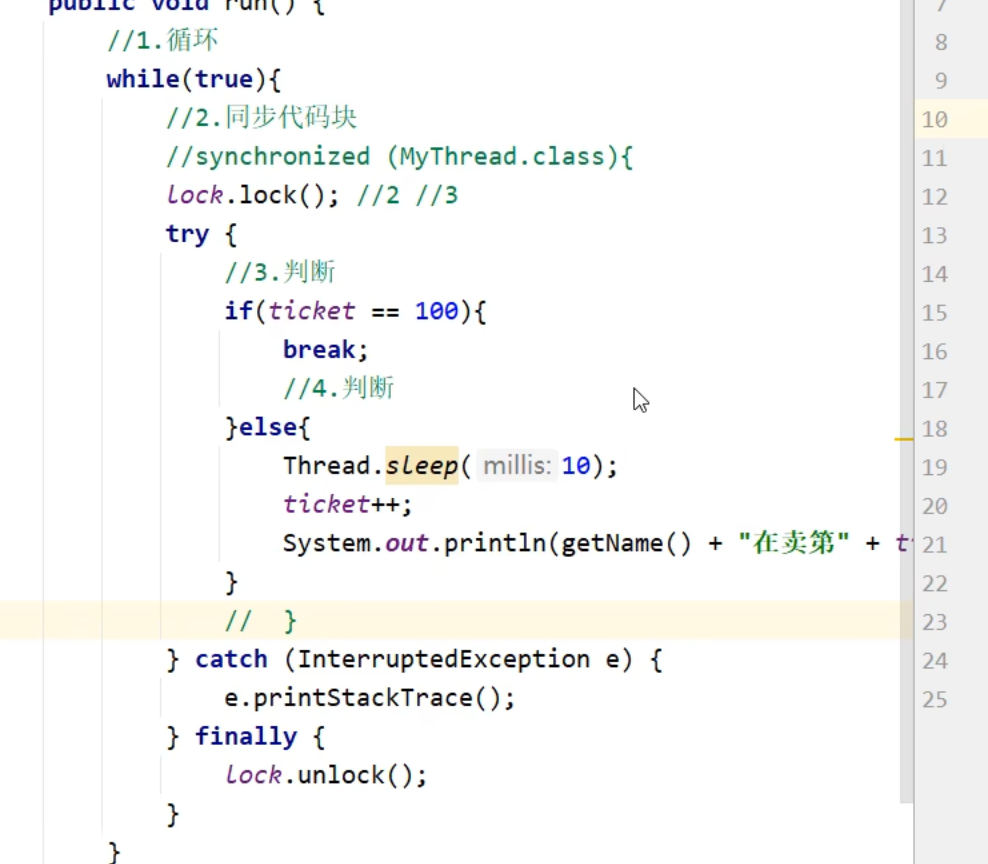 public void run() {
//1.循环
while(true){
//2.同步代码块
//synchronized (MyThread.class){
lock.lock(); //2 //3
try {
//3.判断
if(ticket == 100){
break;
//4.判断
}else{
Thread.sleep( millis: 10);
ticket++;
System.out.println(getName() + "在卖第" + t
}
//  }
} catch (InterruptedException e) {
e.printStackTrace();
} finally {
lock.unlock();
}
}
7
8
9
10
11
12
13
14
15
16
17
18
19
20
21
22
23
24
25